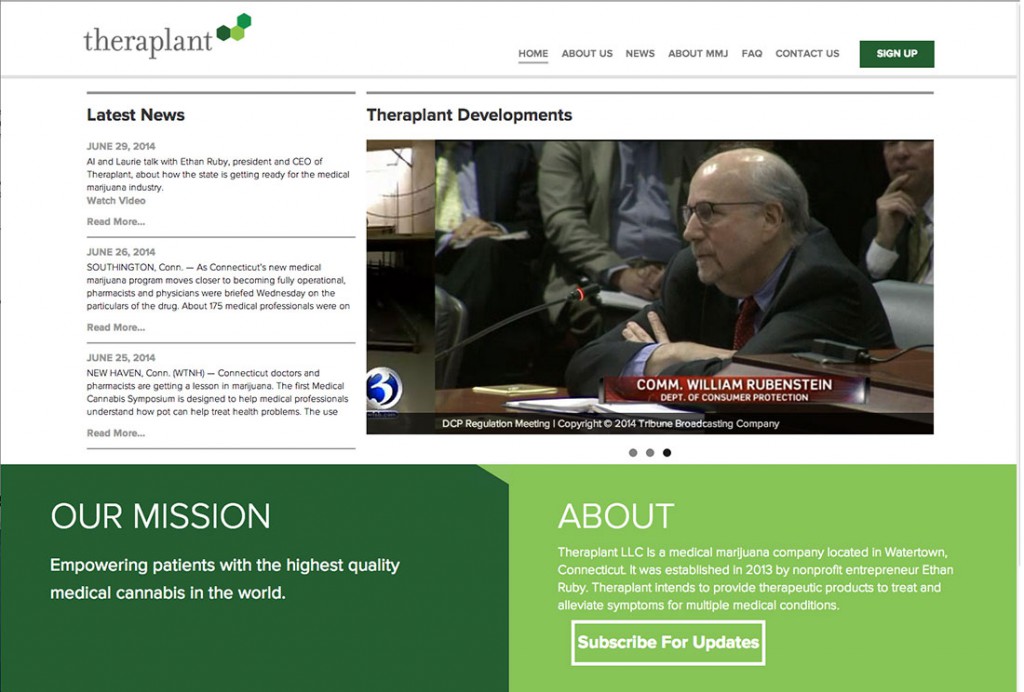 theraplant
HOME ABOUT US NEWS ABOUT MMJ FAQ CONTACT US SIGN UP
Latest News
JUNE 29, 2014
Al and Laurie talk with Ethan Ruby, president and CEO of
Theraplant, about how the state is getting ready for the medical
marijuana industry.
Watch Video
Read More...
JUNE 26, 2014
SOUTHINGTON, Conn. — As Connecticut's new medical
marijuana program moves closer to becoming fully operational,
pharmacists and physicians were briefed Wednesday on the
particulars of the drug. About 175 medical professionals were on
Read More...
JUNE 25, 2014
NEW HAVEN, Conn. (WTNH) — Connecticut doctors and
pharmacists are getting a lesson in marijuana. The first Medical
Cannabis Symposium is designed to help medical professionals
understand how pot can help treat health problems. The use
Read More...
Theraplant Developments
3
COMM. WILLIAM RUBENSTEIN
DEPT. OF CONSUMER PROTECTION
DCP Regulation Meeting | Copyright © 2014 Tribune Broadcasting Company
OUR MISSION
Empowering patients with the highest quality
medical cannabis in the world.
ABOUT
Theraplant LLC is a medical marijuana company located in Watertown,
Connecticut. It was established in 2013 by nonprofit entrepreneur Ethan
Ruby. Theraplant intends to provide therapeutic products to treat and
alleviate symptoms for multiple medical conditions.
Subscribe For Updates